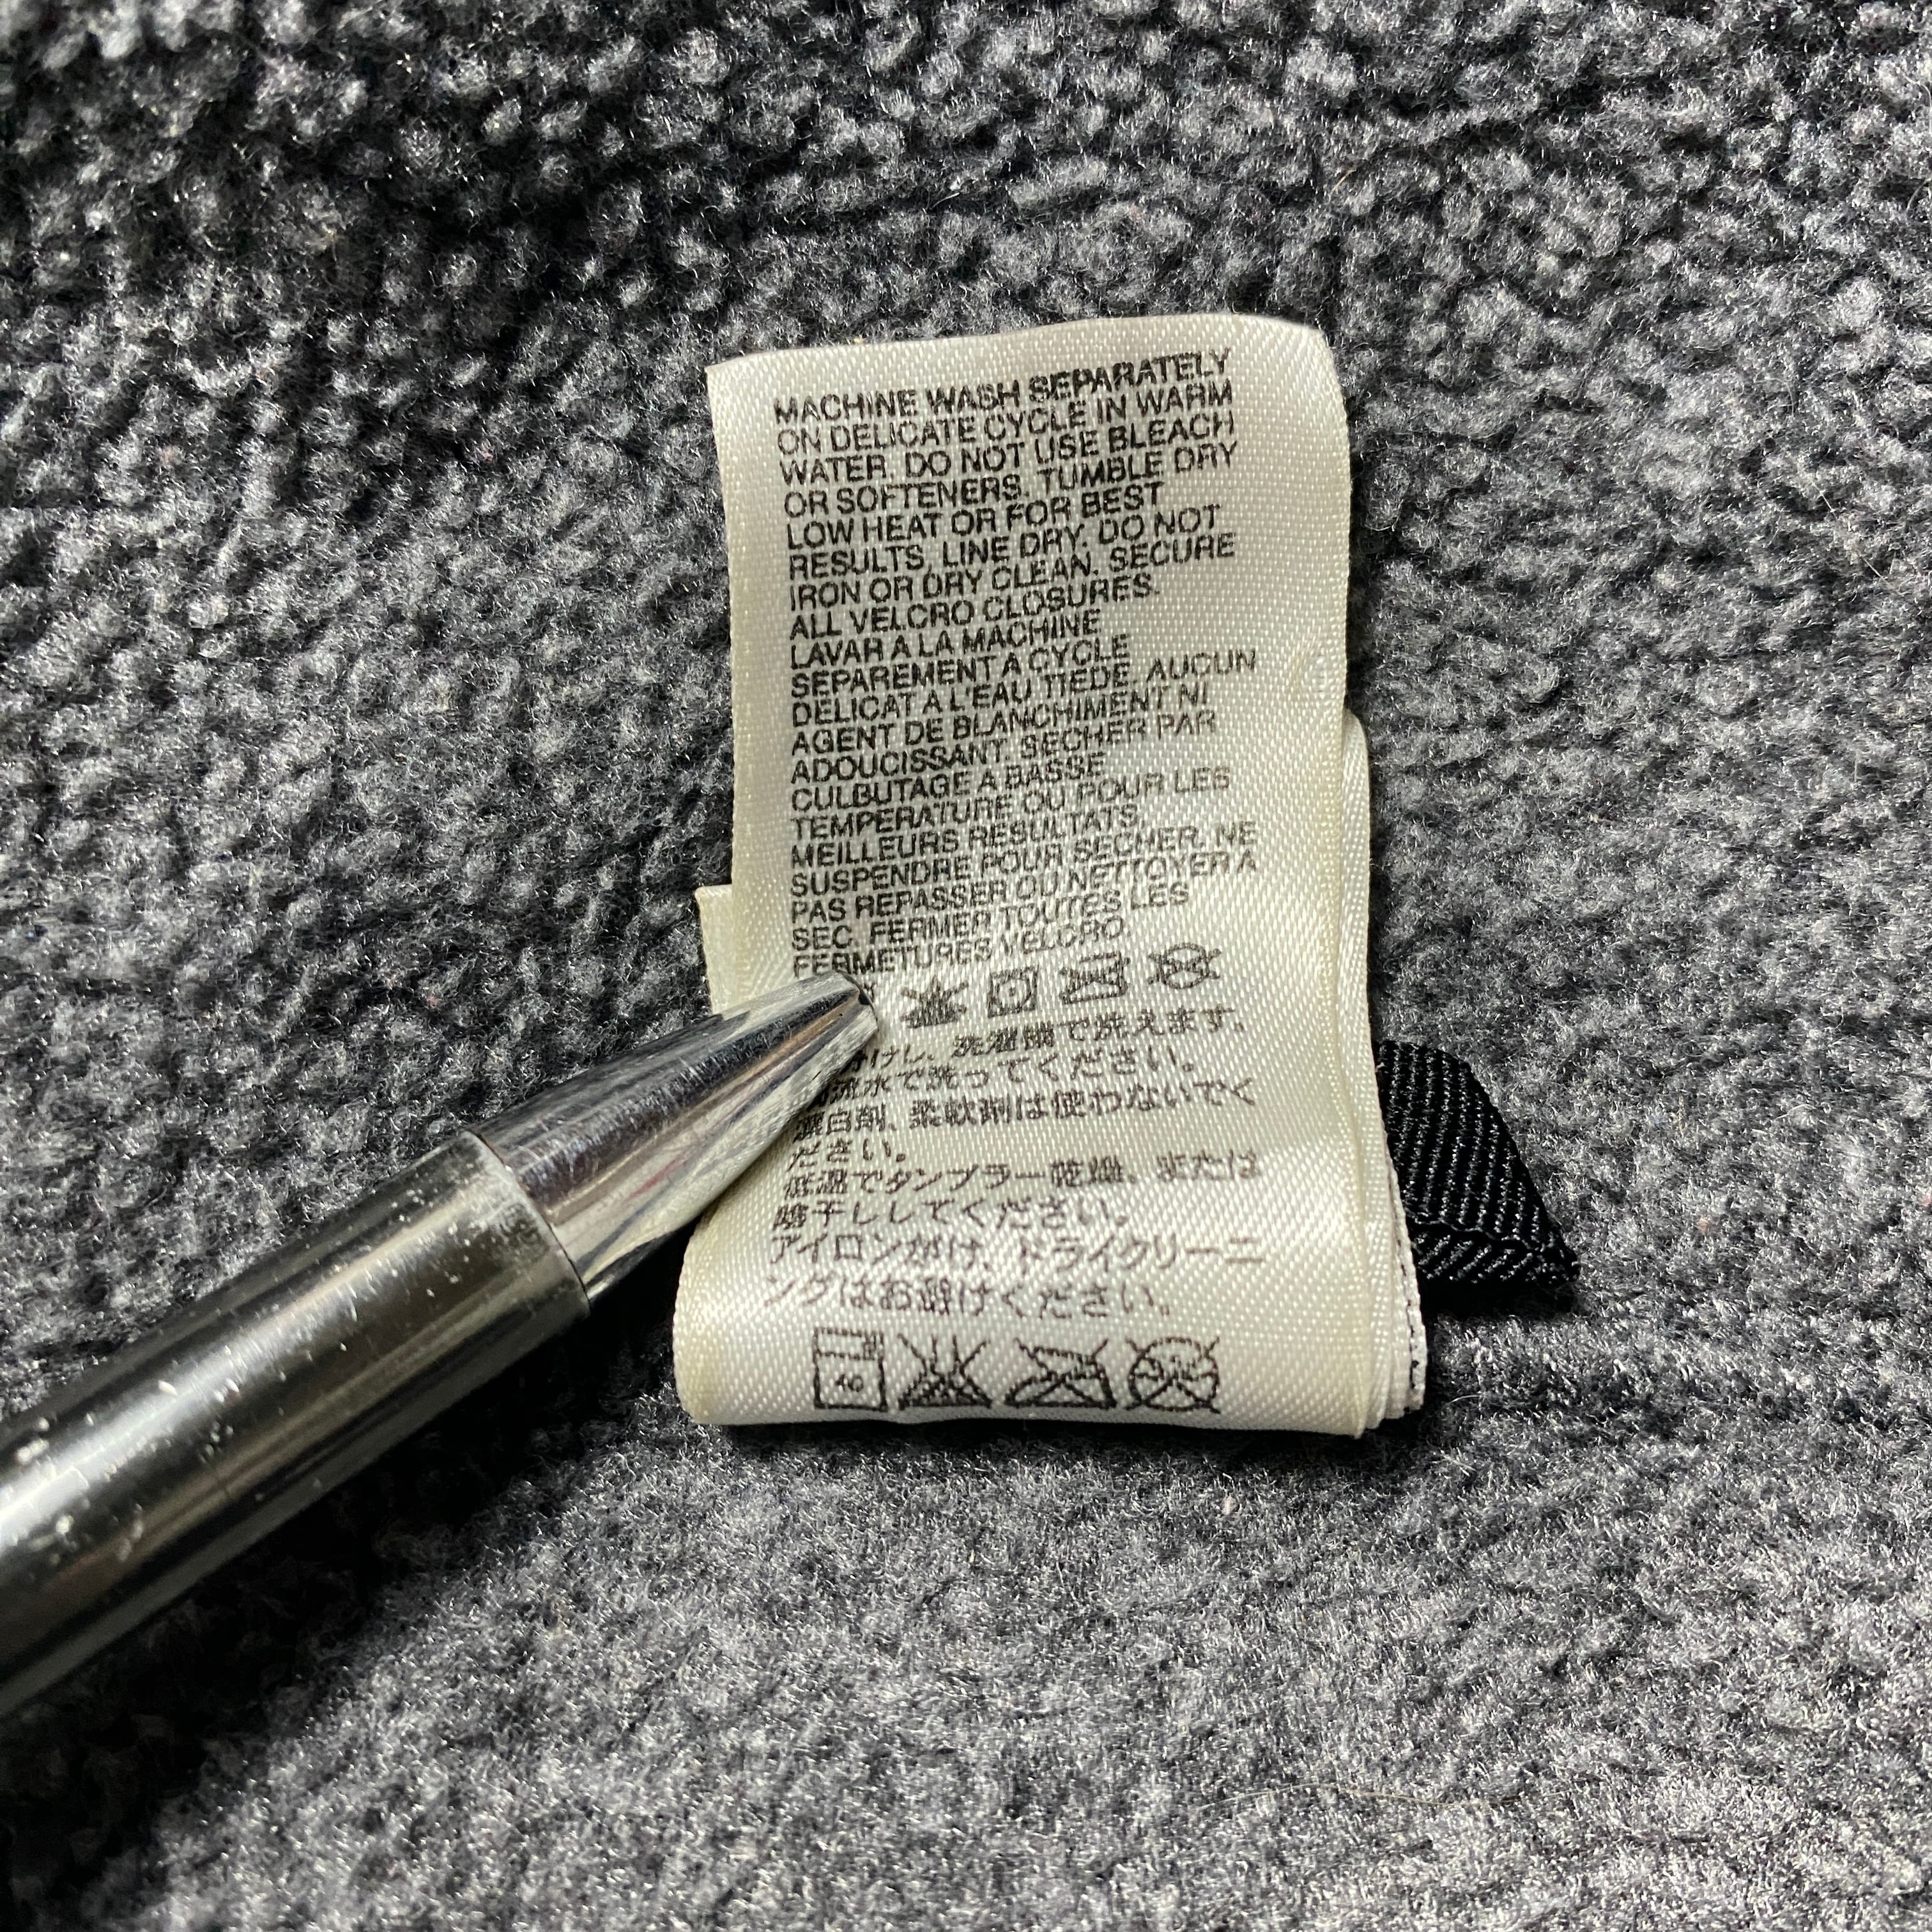 MACHINE WASH SEPARATELY
ON DELICATE CYCLE IN WARM
WATER. DO NOT USE BLEACH
OR SOFTENERS. TUMBLE DRY
LOW HEAT OR FOR BEST
RESULTS, LINE DRY. DO NOT
IRON OR DRY CLEAN. SECURE
ALL VELCRO CLOSURES.
LAVAR A LA MACHINE
SEPAREMENT A CYCLE
DELICAT A L'EAU TIEDE. AUCUN
AGENT DE BLANCHIMENT NI
ADOUCISSANT. SECHER PAR
CULBUTAGE A BASSE
TEMPERATURE OU POUR LES
MEILLEURS RESULTATS,
SUSPENDRE POUR SECHER. NE
PAS REPASSER OU NETTOYER A
SEC. FERMER TOUTES LES
FERMETURES VELCRO
分けし、洗濯機で洗えます。
流水で洗ってください。
漂白剤、柔軟剤は使わないでく
ださい。
低温でタンブラー乾燥、または
陰干ししてください。
アイロンがけ、ドライクリーニ
ングはお避けください。